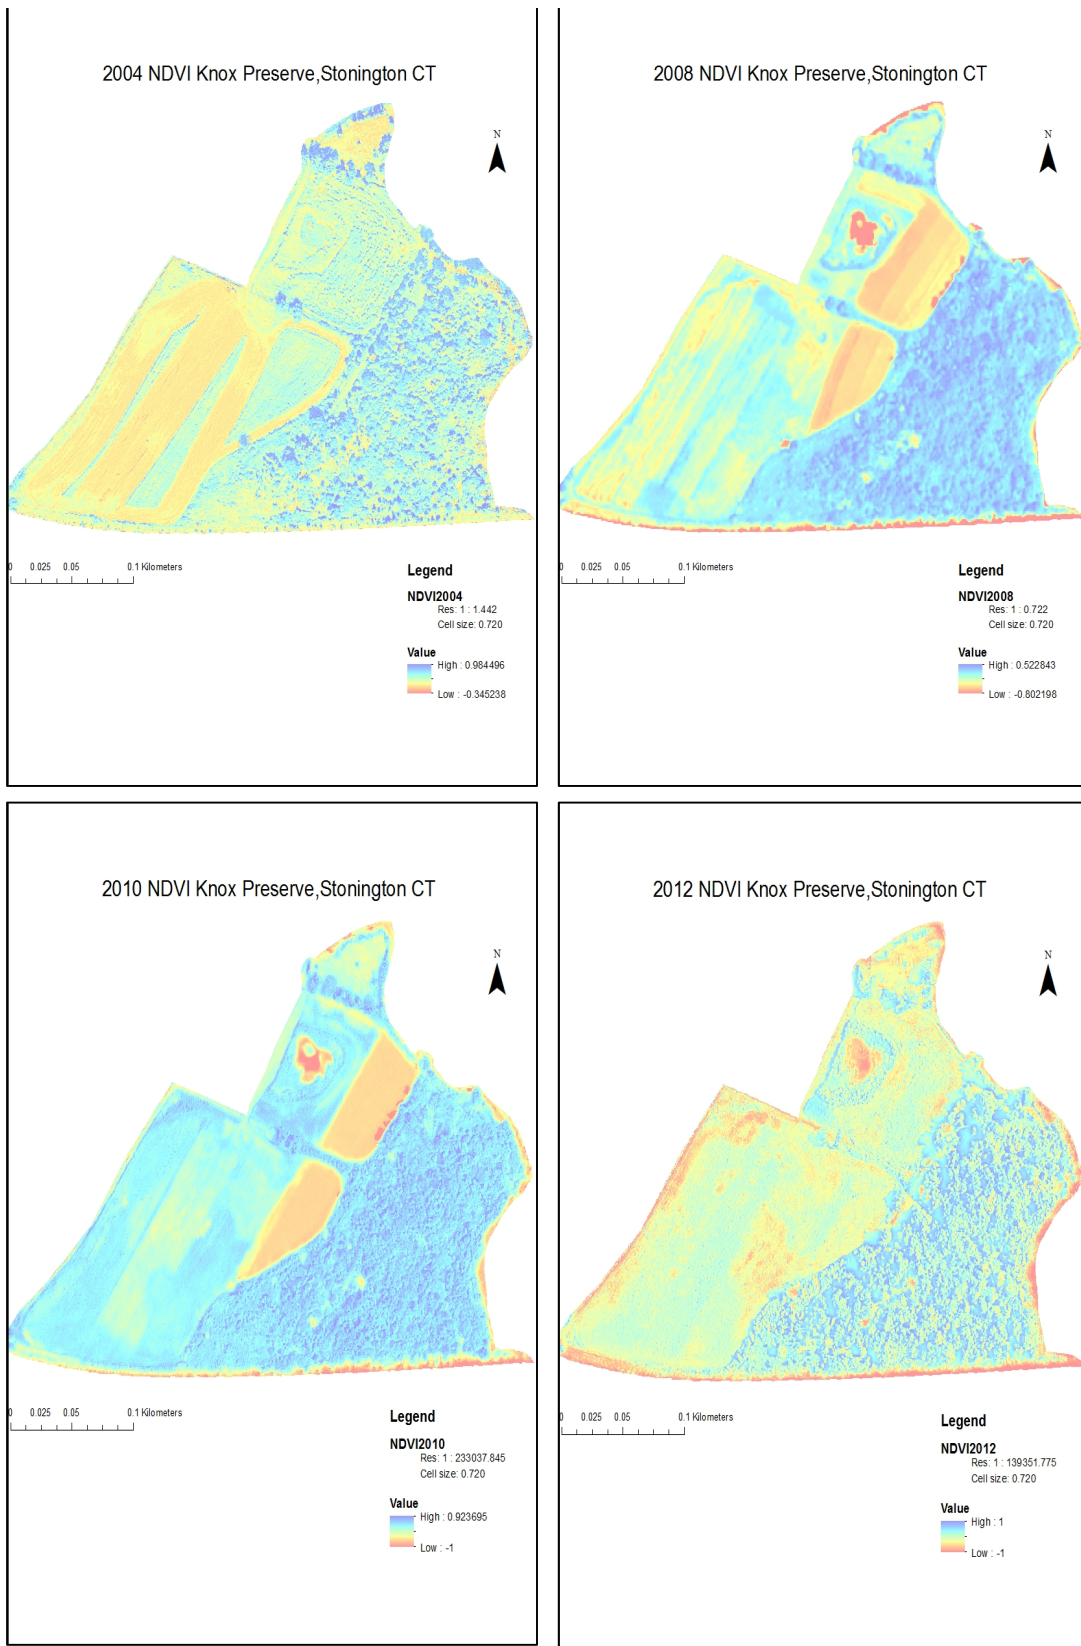 2004 NDVI Knox Preserve,Stonington CT
N
0 0.025 0.05 0.1 Kilometers
Legend
NDVI2004
Res: 1 : 1.442
Cell size: 0.720
Value
High : 0.984496
Low : -0.345238
2008 NDVI Knox Preserve,Stonington CT
N
0 0.025 0.05 0.1 Kilometers
Legend
NDVI2008
Res: 1 : 0.722
Cell size: 0.720
Value
High : 0.522843
Low : -0.802198
2010 NDVI Knox Preserve,Stonington CT
N
0 0.025 0.05 0.1 Kilometers
Legend
NDVI2010
Res: 1 : 233037.845
Cell size: 0.720
Value
High : 0.923695
Low : -1
2012 NDVI Knox Preserve,Stonington CT
N
0 0.025 0.05 0.1 Kilometers
Legend
NDVI2012
Res: 1 : 139351.775
Cell size: 0.720
Value
High : 1
Low : -1